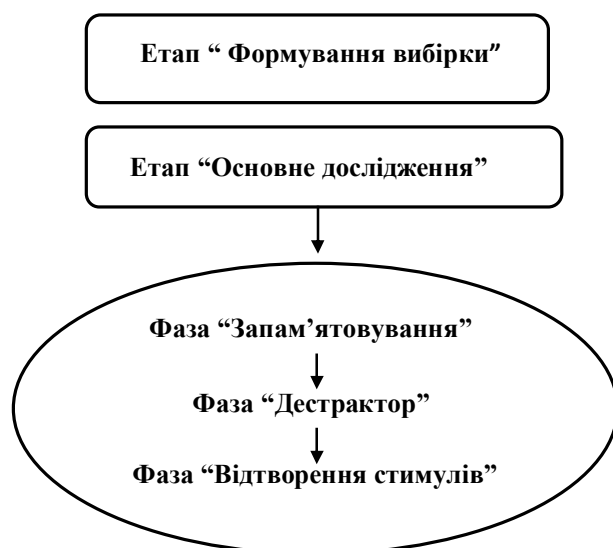 Етап “ Формування вибірки”
Етап “Основне дослідження”
Фаза “Запам’ятовування”
Фаза “Дестрактор”
Фаза “Відтворення стимулів”